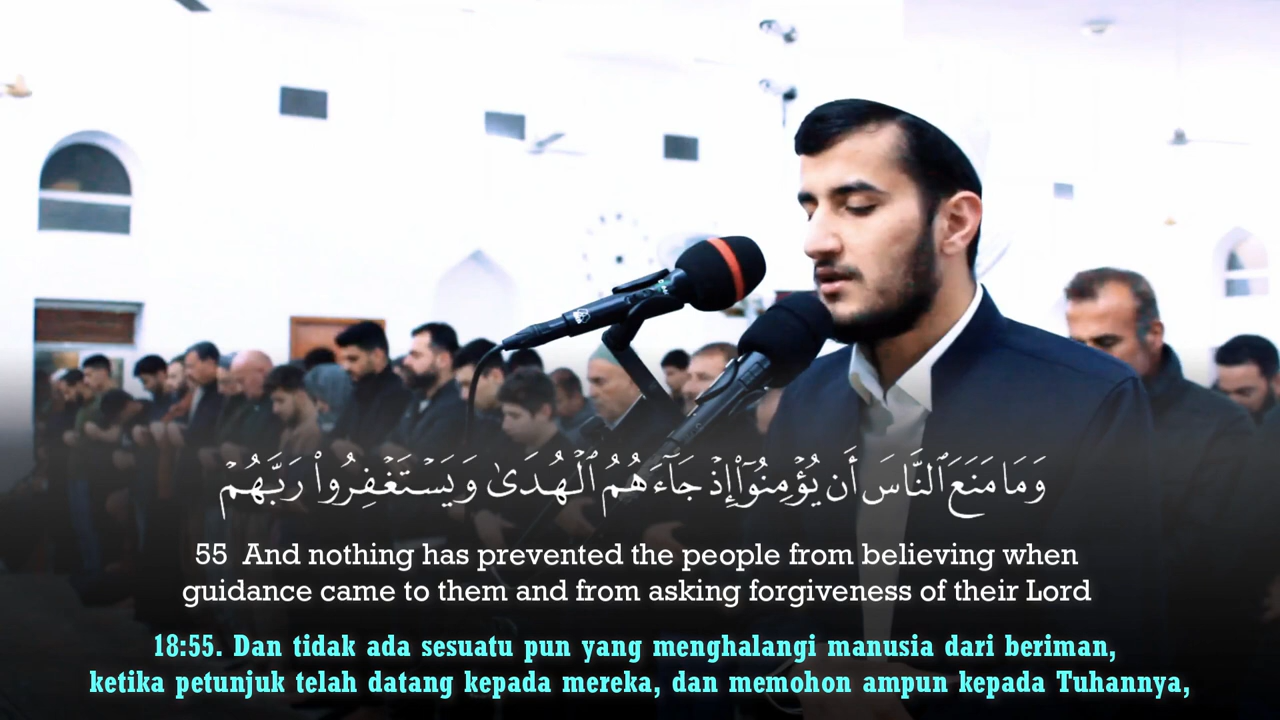 وَمَا مَنَعَ ٱلنَّاسَ أَن يُؤْمِنُوٓا۟ إِذْ جَآءَهُمُ ٱلْهُدَىٰ وَيَسْتَغْفِرُوا۟ رَبَّهُمْ
55 And nothing has prevented the people from believing when
guidance came to them and from asking forgiveness of their Lord
18:55. Dan tidak ada sesuatu pun yang menghalangi manusia dari beriman,
ketika petunjuk telah datang kepada mereka, dan memohon ampun kepada Tuhannya,